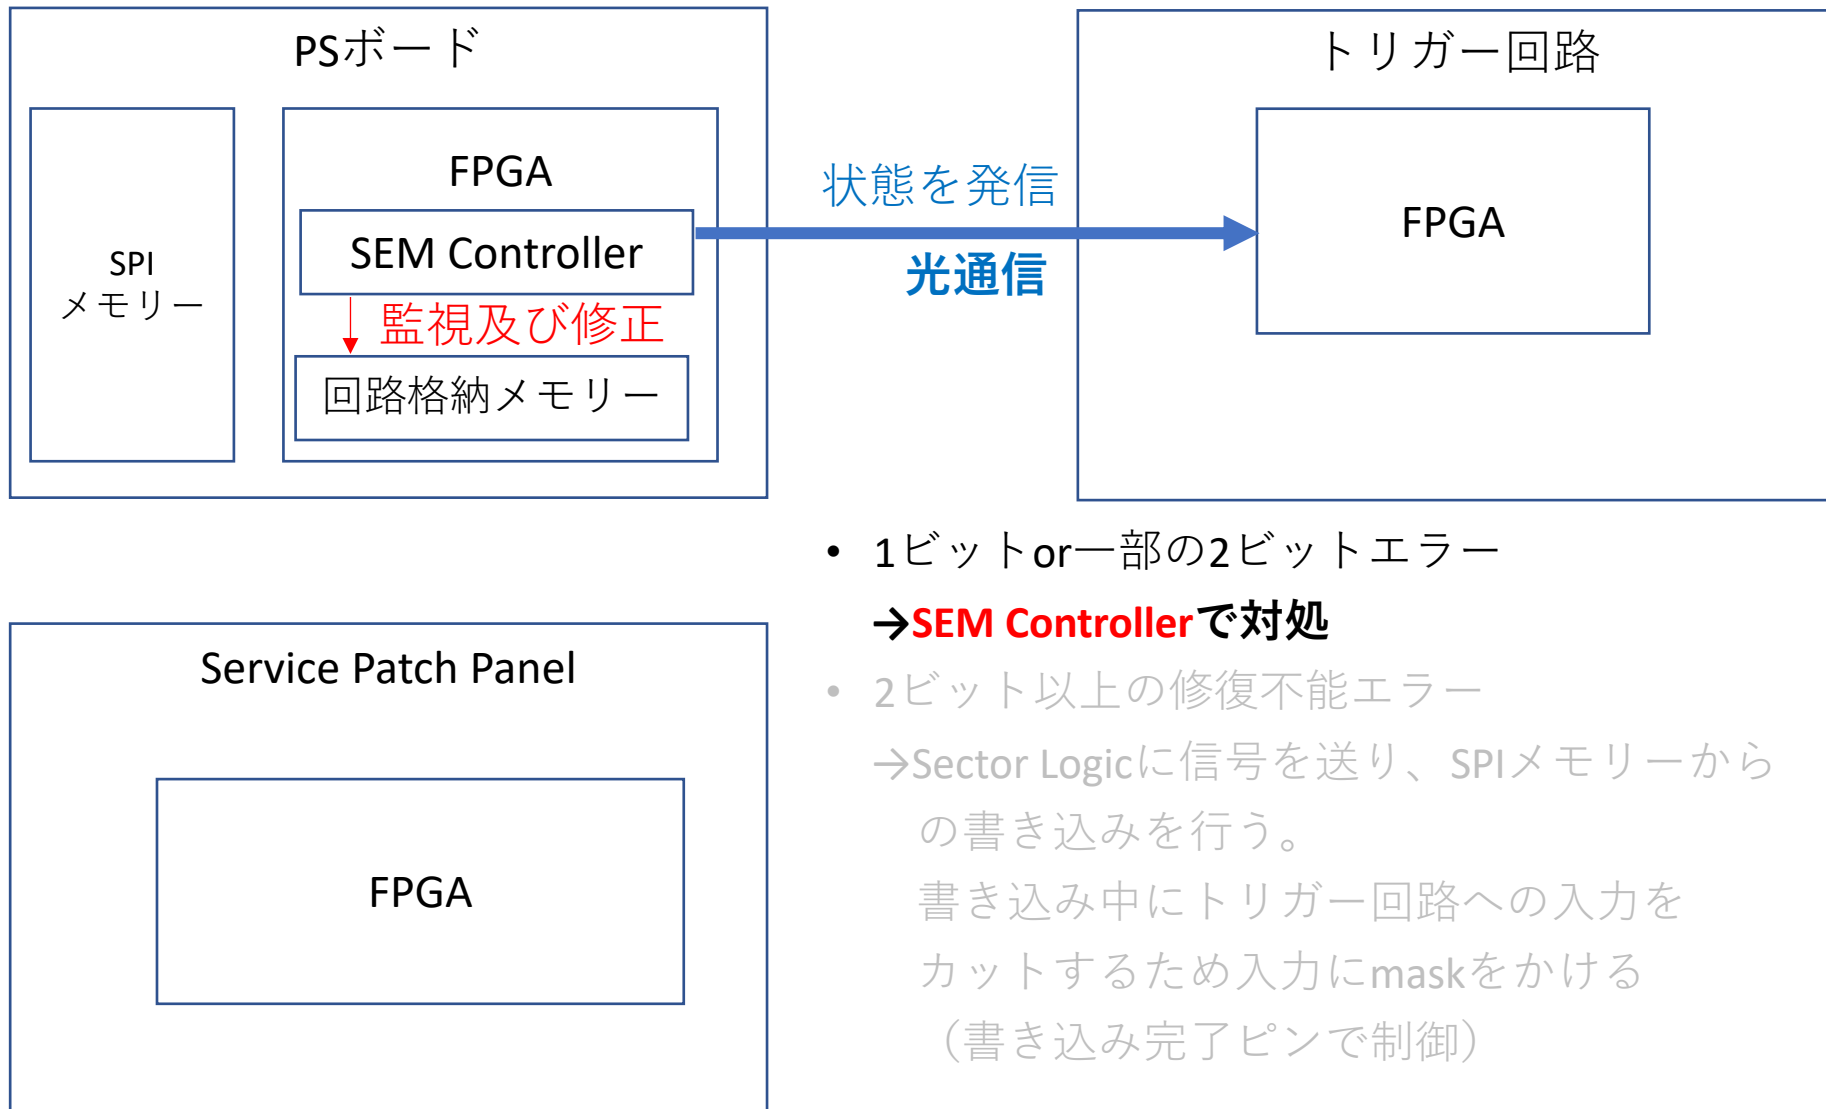 PSボード
SPI
メモリー
FPGA
SEM Controller
監視及び修正
回路格納メモリー
状態を発信
光通信
トリガー回路
FPGA
Service Patch Panel
FPGA
• 1ビットor一部の2ビットエラー
→SEM Controllerで対処
• 2ビット以上の修復不能エラー
→Sector Logicに信号を送り、SPIメモリーから
の書き込みを行う。
書き込み中にトリガー回路への入力を
カットするため入力にmaskをかける
（書き込み完了ピンで制御）